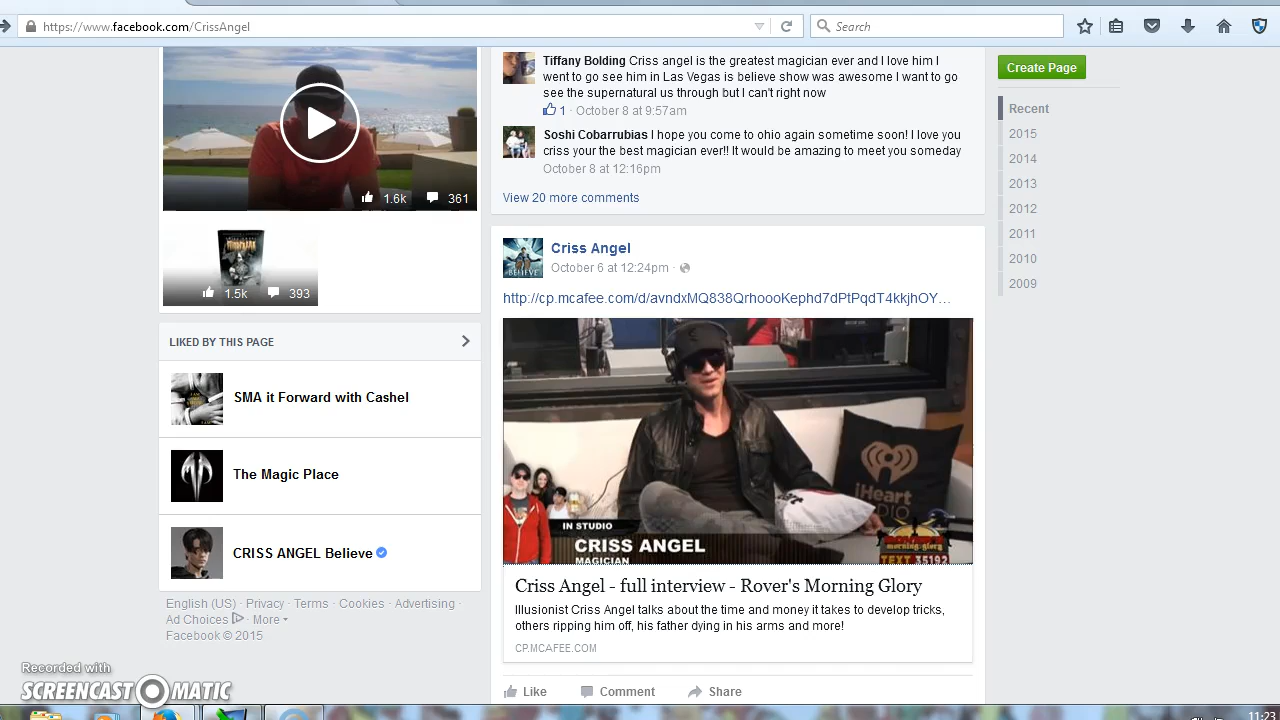 https://www.facebook.com/CrissAngel
Search
1.6k 361
1.5k 393
LIKED BY THIS PAGE
SMA it Forward with Cashel
The Magic Place
CRISS ANGEL Believe
English (US) · Privacy · Terms · Cookies · Advertising ·
Ad Choices · More
Facebook © 2015
Recorded with
SCREENCAST MATIC
Tiffany Bolding Criss angel is the greatest magician ever and I love him I
went to go see him in Las Vegas is believe show was awesome I want to go
see the supernatural us through but I can't right now
1 · October 8 at 9:57am
Soshi Cobarrubias I hope you come to ohio again sometime soon! I love you
criss your the best magician ever!! It would be amazing to meet you someday
October 8 at 12:16pm
View 20 more comments
Criss Angel
BELIEVE
October 6 at 12:24pm ·
http://cp.mcafee.com/d/avndxMQ838QrhoooKephd7dPtPqdT4kkjhOY…
iHeart
RADIO
IN STUDIO
CRISS ANGEL
MAGICIAN
morning glory
TEXT 35192
Criss Angel - full interview - Rover's Morning Glory
Illusionist Criss Angel talks about the time and money it takes to develop tricks,
others ripping him off, his father dying in his arms and more!
CP.MCAFEE.COM
Like Comment Share
Create Page
Recent
2015
2014
2013
2012
2011
2010
2009
11:23